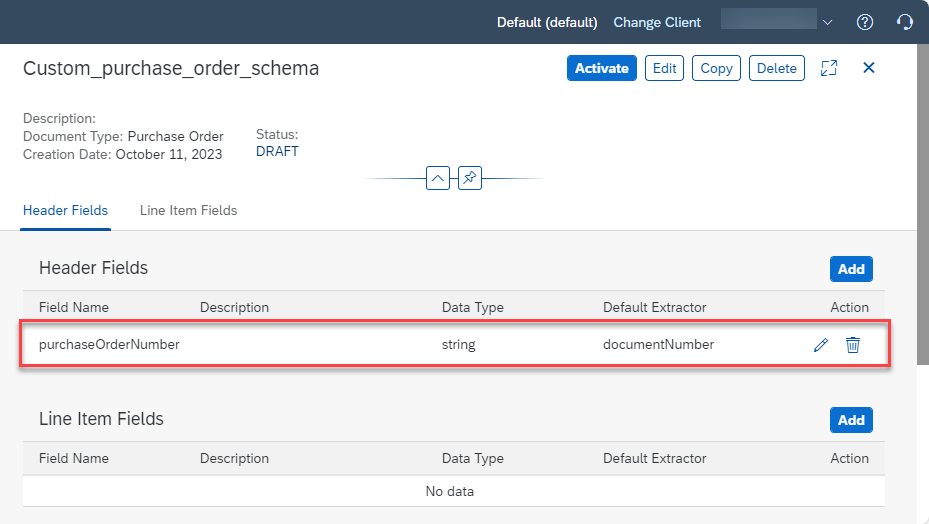 Default (default) Change Client
Custom_purchase_order_schema
Activate Edit Copy Delete
Description:
Document Type: Purchase Order
Creation Date: October 11, 2023
Status:
DRAFT
Header Fields Line Item Fields
Header Fields Add
Field Name Description Data Type Default Extractor Action
purchaseOrderNumber string documentNumber
Line Item Fields Add
Field Name Description Data Type Default Extractor Action
No data